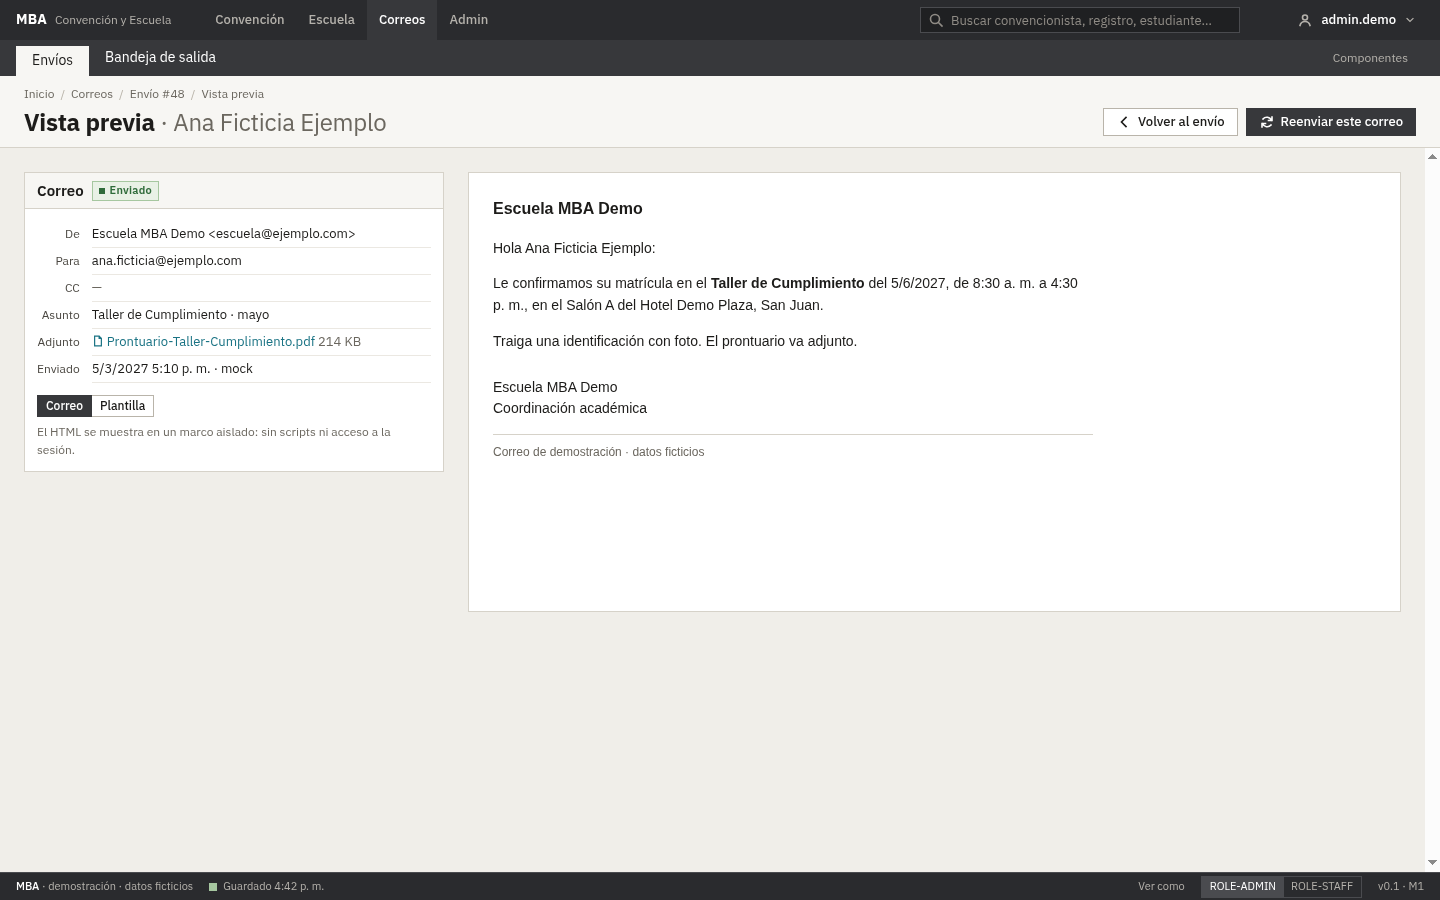 MBA Convención y Escuela Convención Escuela Correos Admin Buscar convencionista, registro, estudiante... admin.demo
Envíos Bandeja de salida Componentes
Inicio / Correos / Envío #48 / Vista previa
Vista previa · Ana Ficticia Ejemplo
Volver al envío Reenviar este correo
Correo Enviado
De Escuela MBA Demo <escuela@ejemplo.com>
Para ana.ficticia@ejemplo.com
CC —
Asunto Taller de Cumplimiento · mayo
Adjunto Prontuario-Taller-Cumplimiento.pdf 214 KB
Enviado 5/3/2027 5:10 p. m. · mock
Correo Plantilla
El HTML se muestra en un marco aislado: sin scripts ni acceso a la
sesión.
Escuela MBA Demo
Hola Ana Ficticia Ejemplo:
Le confirmamos su matrícula en el Taller de Cumplimiento del 5/6/2027, de 8:30 a. m. a 4:30
p. m., en el Salón A del Hotel Demo Plaza, San Juan.
Traiga una identificación con foto. El prontuario va adjunto.
Escuela MBA Demo
Coordinación académica
Correo de demostración · datos ficticios
MBA · demostración · datos ficticios Guardado 4:42 p. m. Ver como ROLE-ADMIN ROLE-STAFF v0.1 · M1